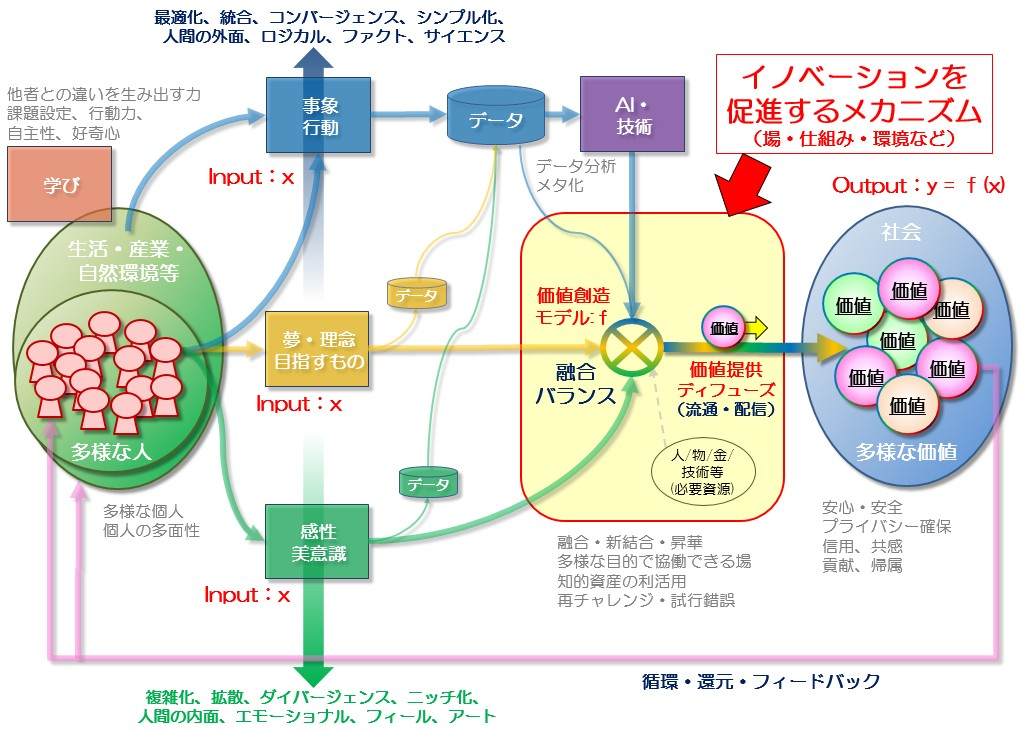 最適化、統合、コンバージェンス、シンプル化、
人間の外面、ロジカル、ファクト、サイエンス
他者との違いを生み出す力
課題設定、行動力、
自主性、好奇心
学び
事象
行動
Input：x
データ
AI・
技術
データ分析
メタ化
イノベーションを
促進するメカニズム
（場・仕組み・環境など）
Output：y = f (x)
生活・産業・
自然環境等
多様な人
多様な個人
個人の多面性
夢・理念
目指すもの
Input：x
データ
データ
感性
美意識
Input：x
価値創造
モデル: f
融合
バランス
価値
価値提供
ディフューズ
（流通・配信）
人/物/金/
技術等
(必要資源)
融合・新結合・昇華
多様な目的で協働できる場
知的資産の利活用
再チャレンジ・試行錯誤
社会
価値
価値
価値
価値
価値
価値
価値
多様な価値
安心・安全
プライバシー確保
信用、共感
貢献、帰属
循環・還元・フィードバック
複雑化、拡散、ダイバージェンス、ニッチ化、
人間の内面、エモーショナル、フィール、アート